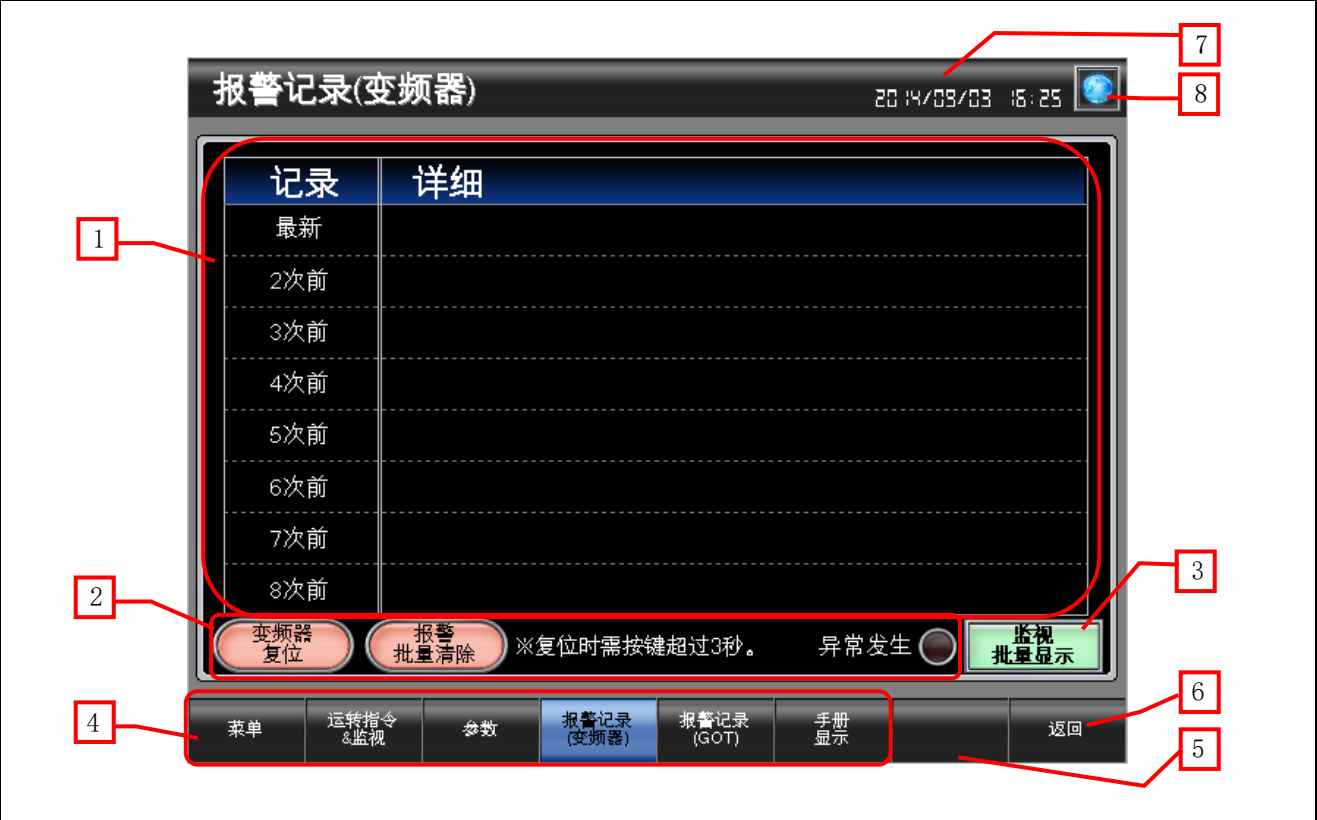 7
报警记录(变频器)
2014/09/03 16:25
8
记录 详细
最新
1
2次前
3次前
4次前
5次前
6次前
7次前
3
8次前
2
变频器
复位
报警
批量清除
※复位时需按键超过3秒。
异常发生
监视
批量显示
6
4
菜单
运转指令
&监视
参数
报警记录
(变频器)
报警记录
(GOT)
手册
显示
返回
5